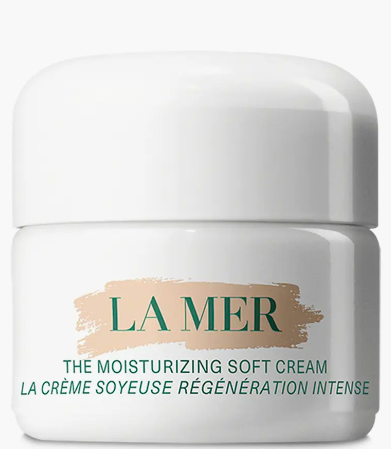 LA MER
THE MOISTURIZING SOFT CREAM
LA CRÈME SOYEUSE RÉGÉNÉRATION INTENSE